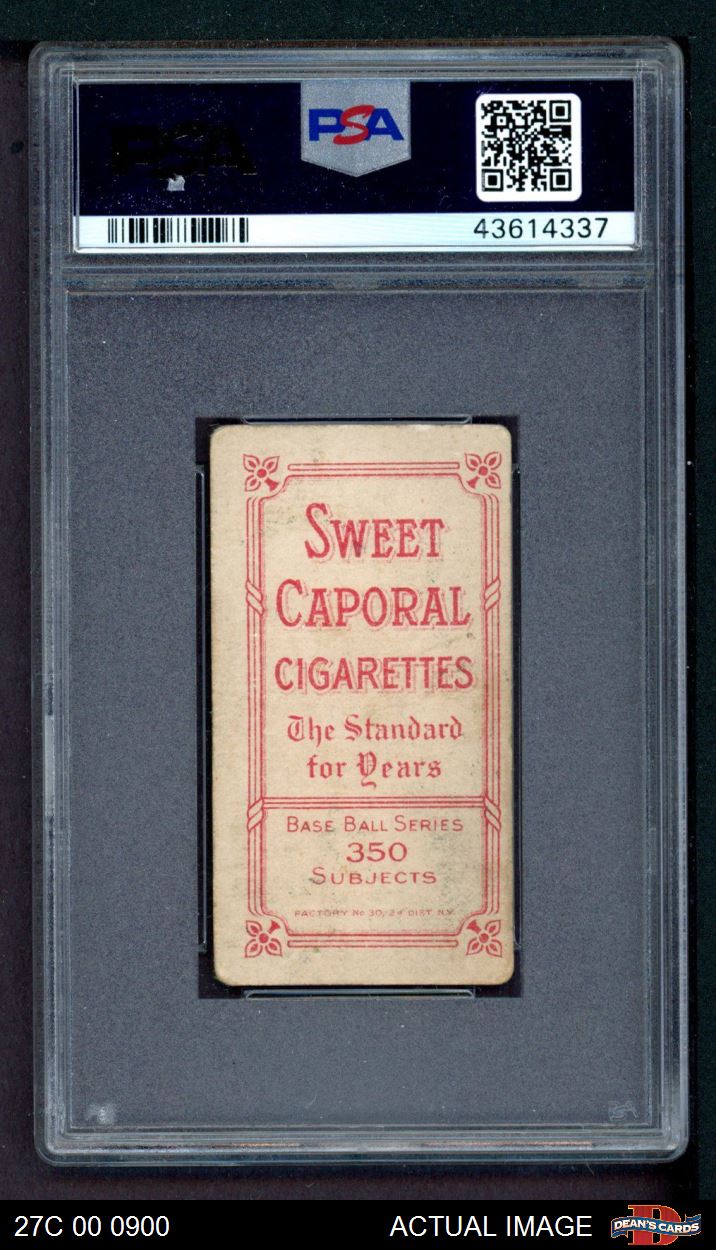 PSA
43614337
SWEET
CAPORAL
CIGARETTES
The Standard
for Years
BASE BALL SERIES
350
SUBJECTS
FACTORY No 30, 2d DIST. N.Y.
27C 00 0900
ACTUAL IMAGE
DEAN'S CARDS